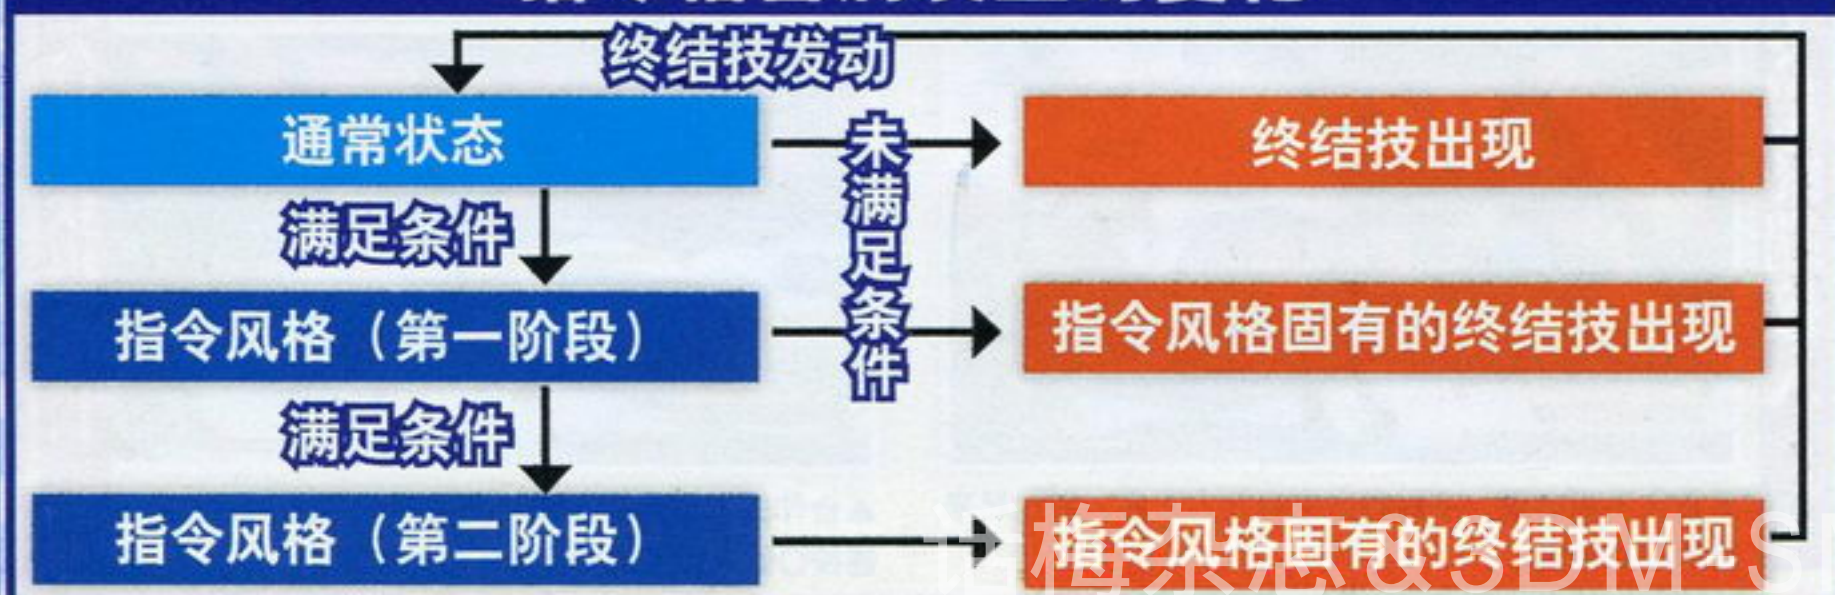 终结技发动
通常状态
未满足条件
终结技出现
满足条件
指令风格（第一阶段）
指令风格固有的终结技出现
满足条件
指令风格（第二阶段）
指令风格固有的终结技出现
梅杂志&3DM